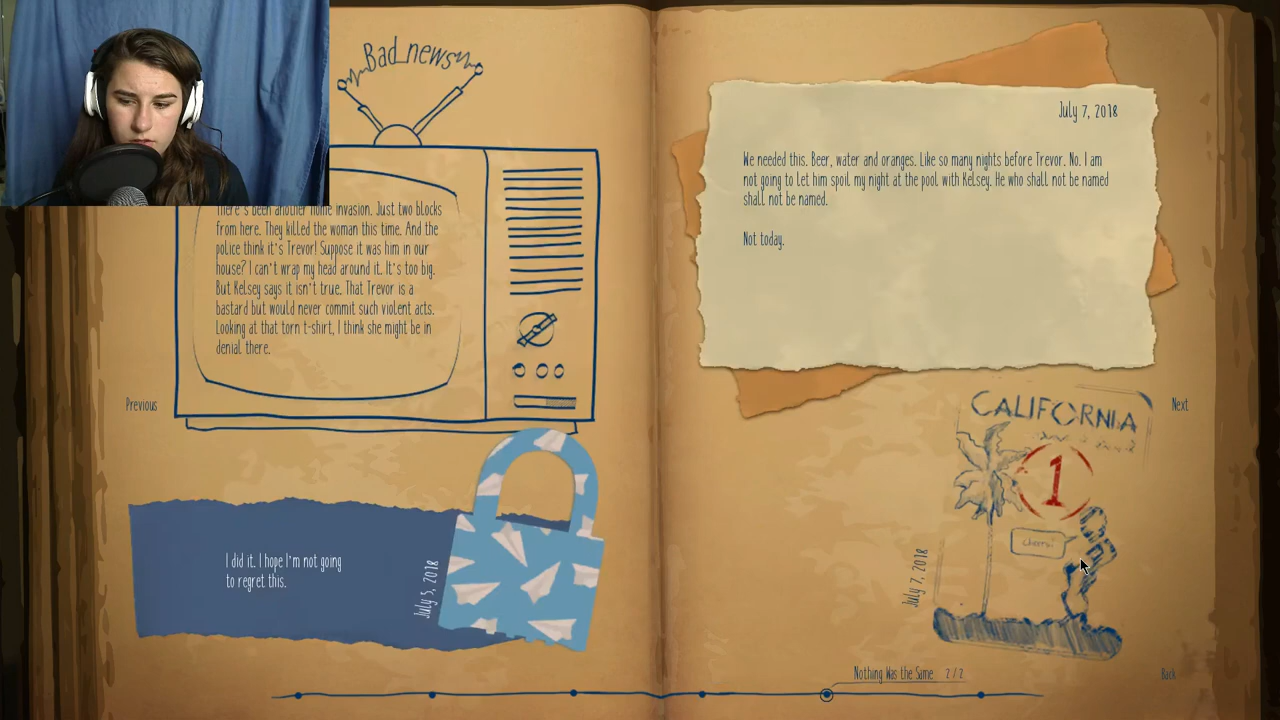 Bad news
There's been another home invasion. Just two blocks
from here. They killed the woman this time. And the
police think it's Trevor! Suppose it was him in our
house? I can't wrap my head around it. It's too big.
But Kelsey says it isn't true. That Trevor is a
bastard but would never commit such violent acts.
Looking at that torn t-shirt, I think she might be in
denial there.
Previous
I did it. I hope I'm not going
to regret this.
July 5, 2018
July 7, 2018
We needed this. Beer, water and oranges. Like so many nights before Trevor. No. I am
not going to let him spoil my night at the pool with Kelsey. He who shall not be named
shall not be named.
Not today.
CALIFORNIA
1
cheers!
July 7, 2018
Next
Nothing Was the Same 2 / 2
Back